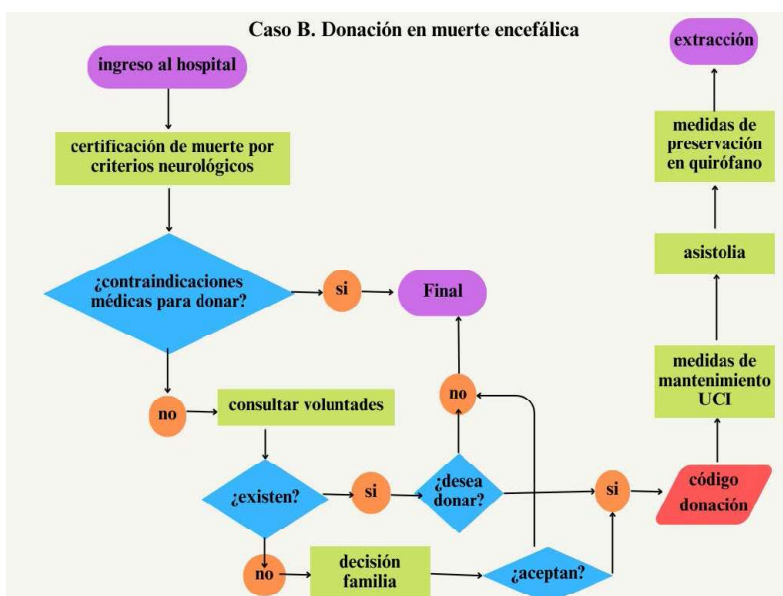 Caso B. Donación en muerte encefálica
ingreso al hospital
certificación de muerte por
criterios neurológicos
¿contraindicaciones
médicas para donar?
si
Final
no
consultar voluntades
¿existen?
si
¿desea
donar?
no
si
código
donación
no
decisión
familia
¿aceptan?
medidas de
mantenimiento
UCI
asistolia
medidas de
preservación
en quirófano
extracción